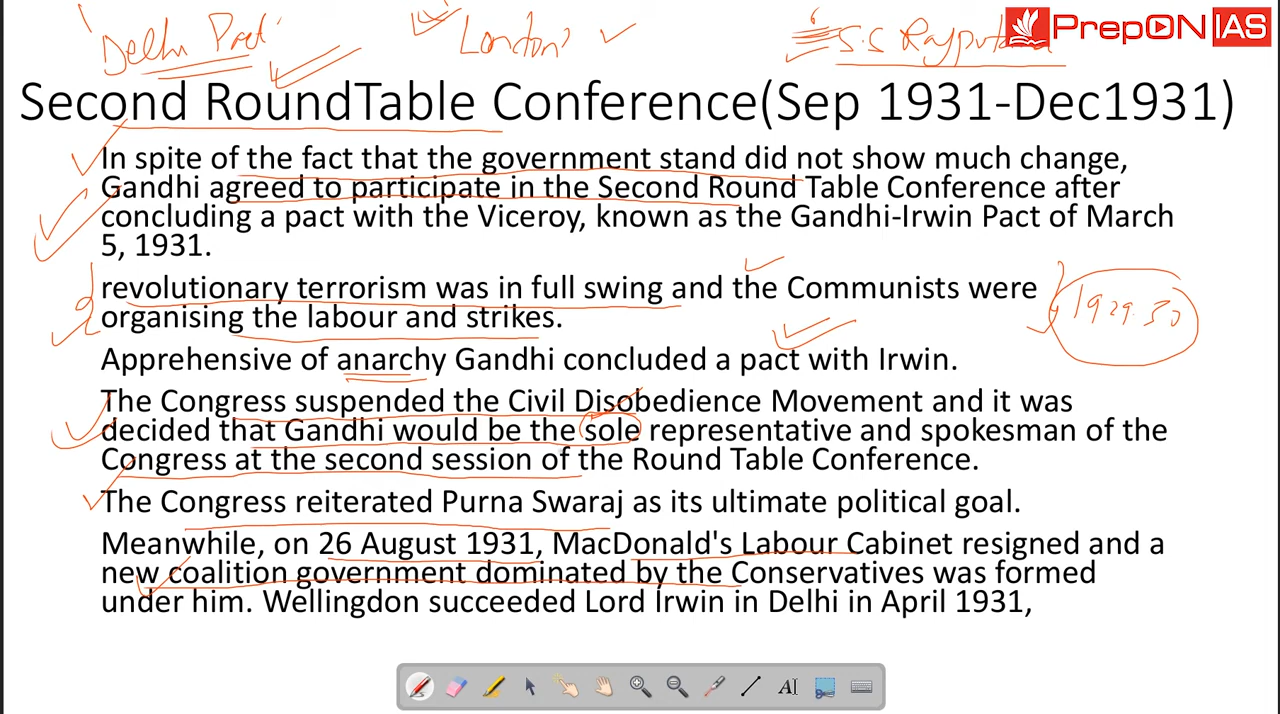 Delhi Pact
London
S.S Rajputana
PrepON IAS
Second RoundTable Conference(Sep 1931-Dec1931)
In spite of the fact that the government stand did not show much change,
Gandhi agreed to participate in the Second Round Table Conference after
concluding a pact with the Viceroy, known as the Gandhi-Irwin Pact of March
5, 1931.
revolutionary terrorism was in full swing and the Communists were
organising the labour and strikes.
1929.30
Apprehensive of anarchy Gandhi concluded a pact with Irwin.
The Congress suspended the Civil Disobedience Movement and it was
decided that Gandhi would be the sole representative and spokesman of the
Congress at the second session of the Round Table Conference.
The Congress reiterated Purna Swaraj as its ultimate political goal.
Meanwhile, on 26 August 1931, MacDonald's Labour Cabinet resigned and a
new coalition government dominated by the Conservatives was formed
under him. Wellingdon succeeded Lord Irwin in Delhi in April 1931,
AI